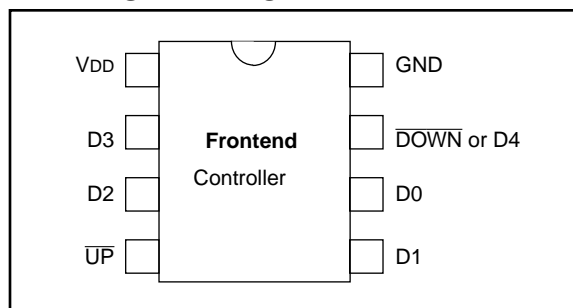 VDD
GND
D3
Frontend
DOWN or D4
Controller
D2
D0
UP
D1